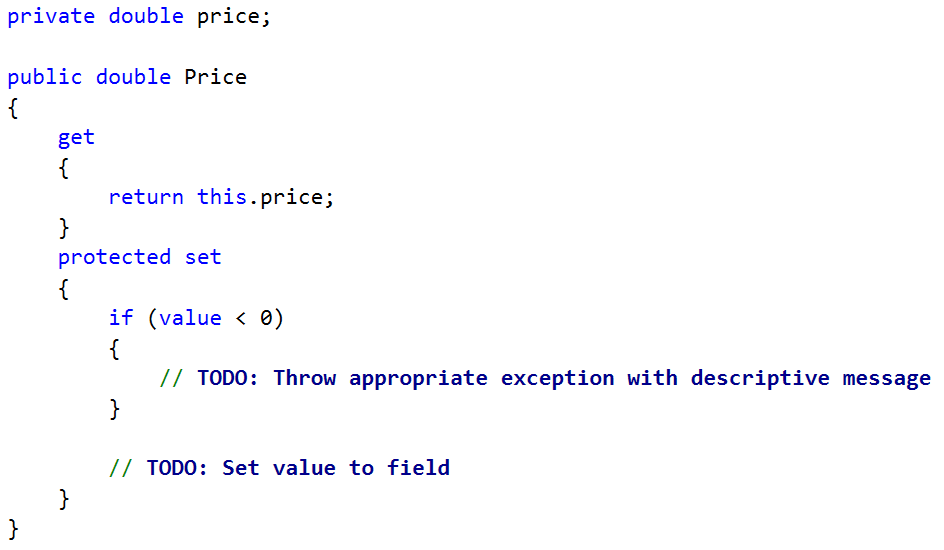 private double price;
public double Price
{
    get
    {
        return this.price;
    }
    protected set
    {
        if (value < 0)
        {
            // TODO: Throw appropriate exception with descriptive message
        }
        // TODO: Set value to field
    }
}